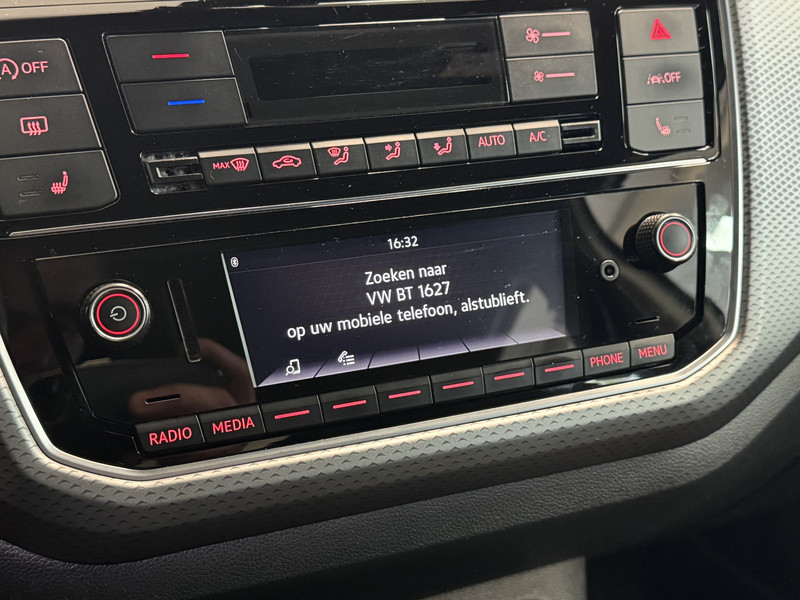 A OFF
OFF
MAX
AUTO
A/C
16:32
Zoeken naar
VW BT 1627
op uw mobiele telefoon, alstublieft.
RADIO
MEDIA
PHONE
MENU